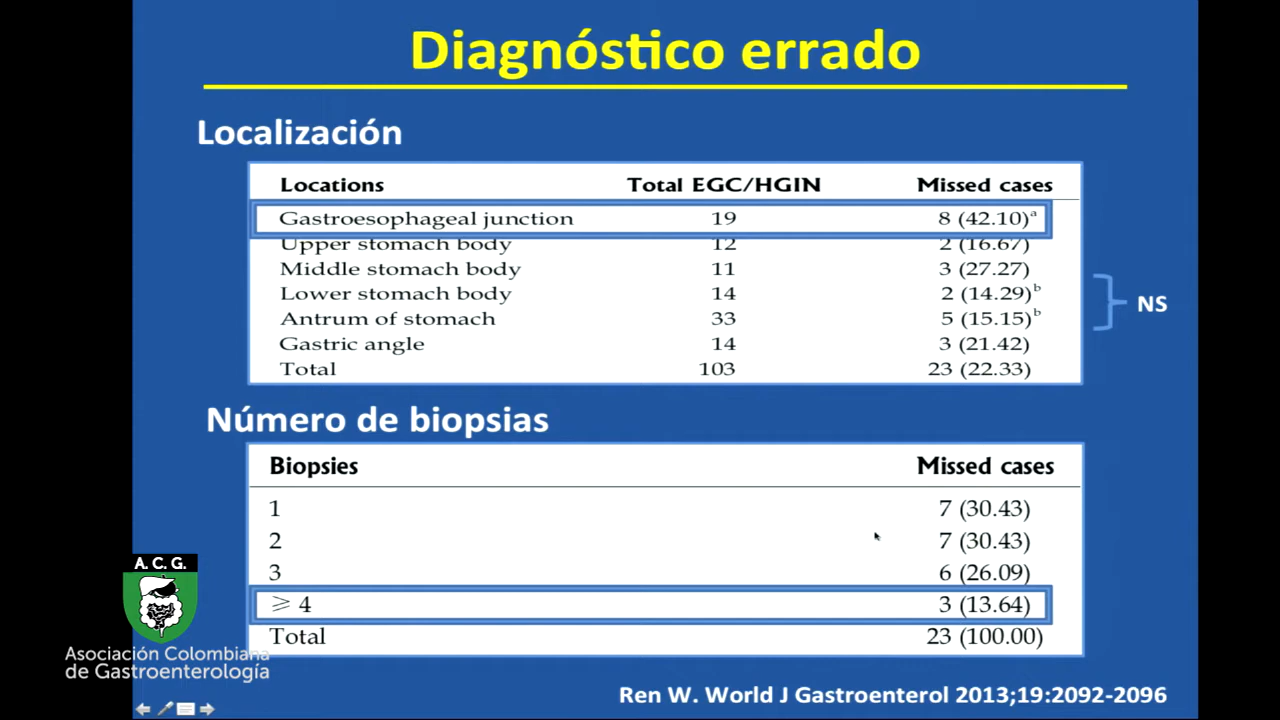 Diagnóstico errado
Localización
Locations Total EGC/HGIN Missed cases
Gastroesophageal junction 19 8 (42.10)ᵃ
Upper stomach body 12 2 (16.67)
Middle stomach body 11 3 (27.27)
Lower stomach body 14 2 (14.29)ᵇ
Antrum of stomach 33 5 (15.15)ᵇ
Gastric angle 14 3 (21.42)
Total 103 23 (22.33)
NS
Número de biopsias
Biopsies Missed cases
1 7 (30.43)
2 7 (30.43)
3 6 (26.09)
⩾ 4 3 (13.64)
Total 23 (100.00)
A. C. G.
Asociación Colombiana
de Gastroenterología
Ren W. World J Gastroenterol 2013;19:2092-2096